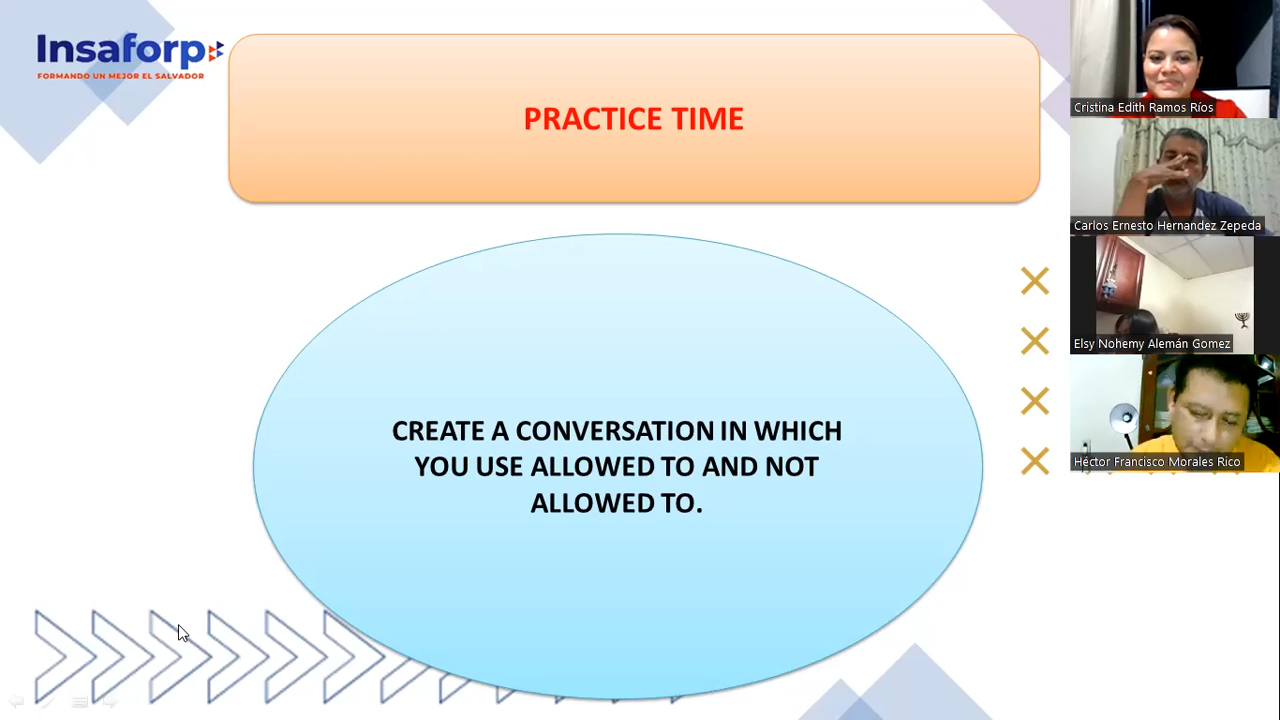 Insaforp
FORMANDO UN MEJOR EL SALVADOR
PRACTICE TIME
CREATE A CONVERSATION IN WHICH
YOU USE ALLOWED TO AND NOT
ALLOWED TO.
Cristina Edith Ramos Ríos
Carlos Ernesto Hernandez Zepeda
Elsy Nohemy Alemán Gomez
Héctor Francisco Morales Rico